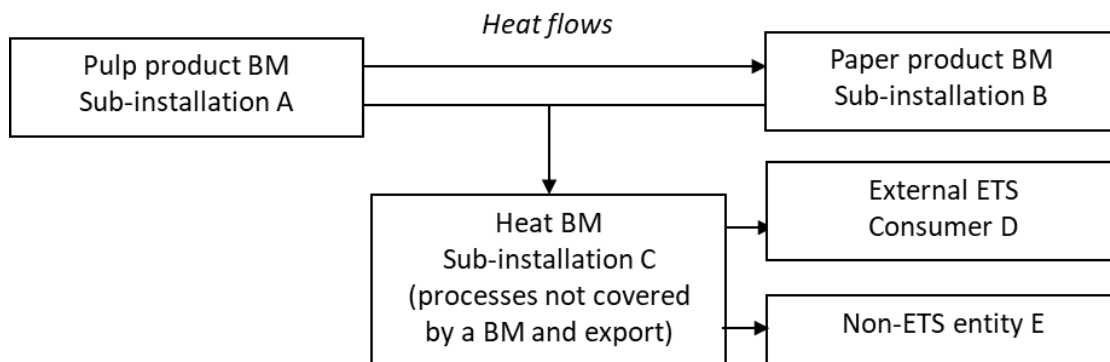 Heat flows
Pulp product BM
Sub-installation A
Paper product BM
Sub-installation B
Heat BM
Sub-installation C
(processes not covered
by a BM and export)
External ETS
Consumer D
Non-ETS entity E